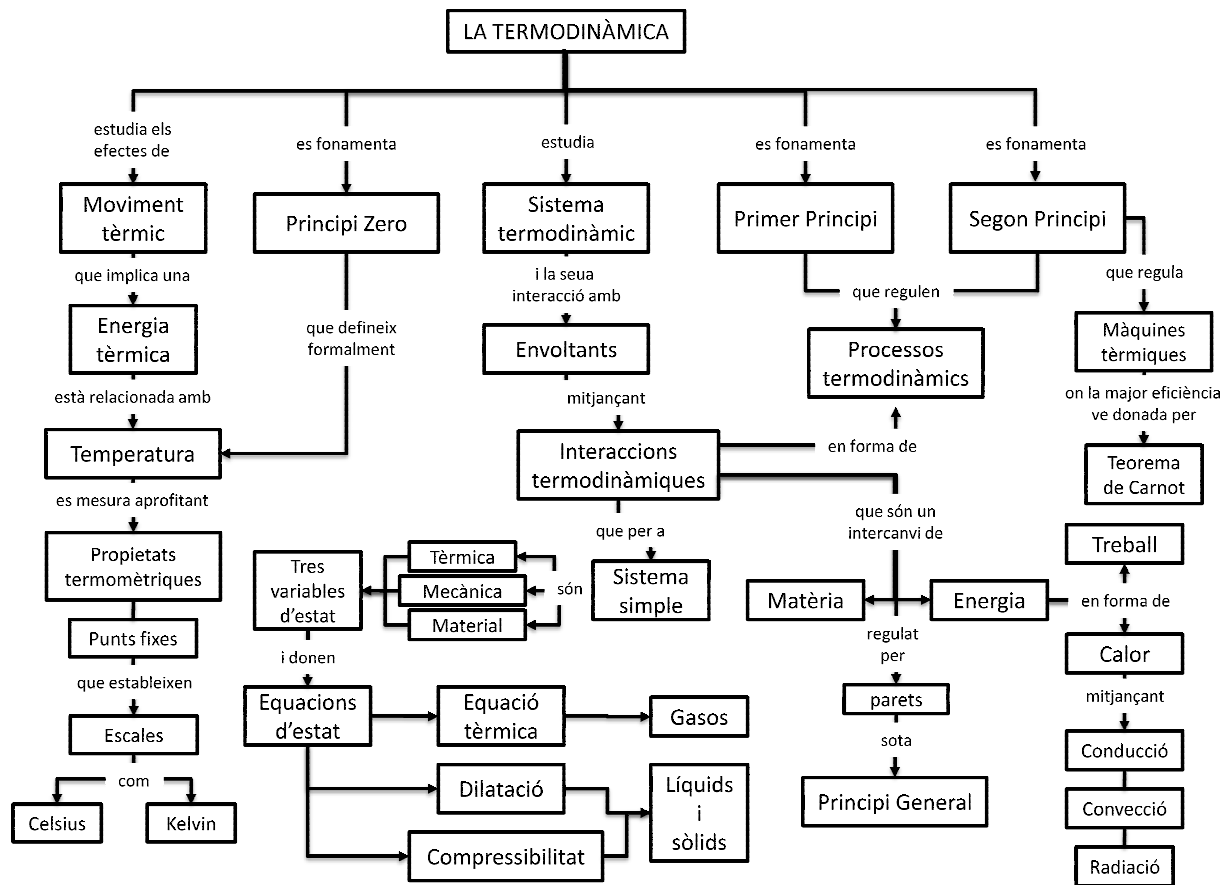 LA TERMODINÀMICA
estudia els
efectes de
es fonamenta
estudia
es fonamenta
es fonamenta
Moviment
tèrmic
Principi Zero
Sistema
termodinàmic
Primer Principi
Segon Principi
que implica una
i la seua
interacció amb
que regulen
que regula
Energia
tèrmica
que defineix
formalment
Envoltants
Processos
termodinàmics
Màquines
tèrmiques
està relacionada amb
mitjançant
on la major eficiència
ve donada per
Temperatura
Interaccions
termodinàmiques
en forma de
Teorema
de Carnot
es mesura aprofitant
que per a
que són un
intercanvi de
Propietats
termomètriques
Tres
variables
d’estat
Tèrmica
Mecànica
Material
són
Sistema
simple
Matèria
Energia
Treball
en forma de
Calor
Punts fixes
i donen
regulat
per
que estableixen
mitjançant
Equacions
d’estat
Equació
tèrmica
Gasos
parets
Escales
sota
Conducció
com
Dilatació
Líquids
i
sòlids
Principi General
Convecció
Celsius
Kelvin
Compressibilitat
Radiació